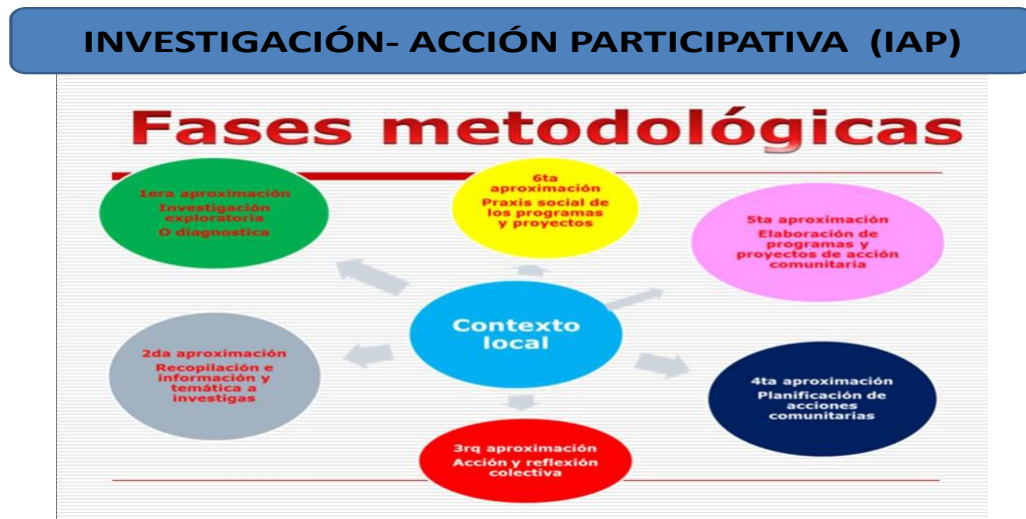 INVESTIGACIÓN- ACCIÓN PARTICIPATIVA (IAP)
Fases metodológicas
1era aproximación
Investigación
exploratoria
O diagnostica
6ta
aproximación
Praxis social de
los programas
y proyectos
5ta aproximación
Elaboración de
programas y
proyectos de acción
comunitaria
Contexto
local
2da aproximación
Recopilación e
información y
temática a
investigas
4ta aproximación
Planificación de
acciones
comunitarias
3rq aproximación
Acción y reflexión
colectiva